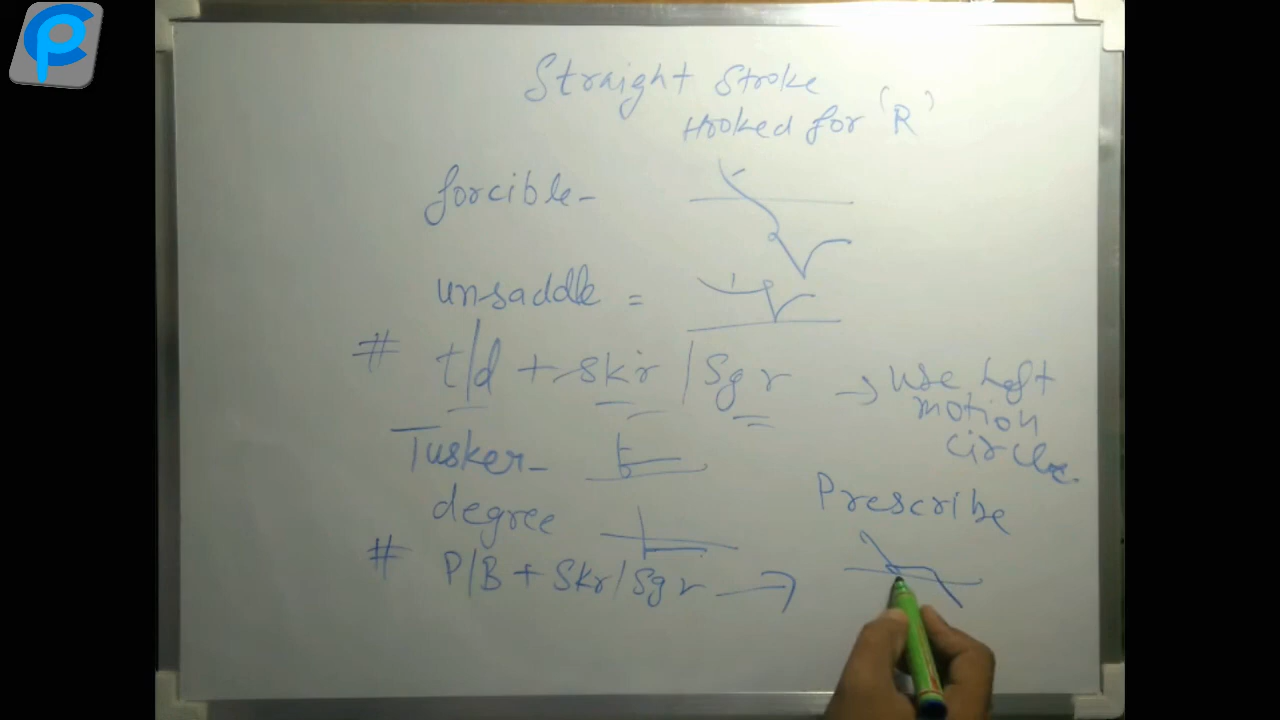 Straight Stroke
Hooked for 'R'
forcible-
unsaddle =
# t/d + skr / Sgr → use Left
motion
circle.
Tusker-
degree
Prescribe
# P/B + Skr/Sgr →